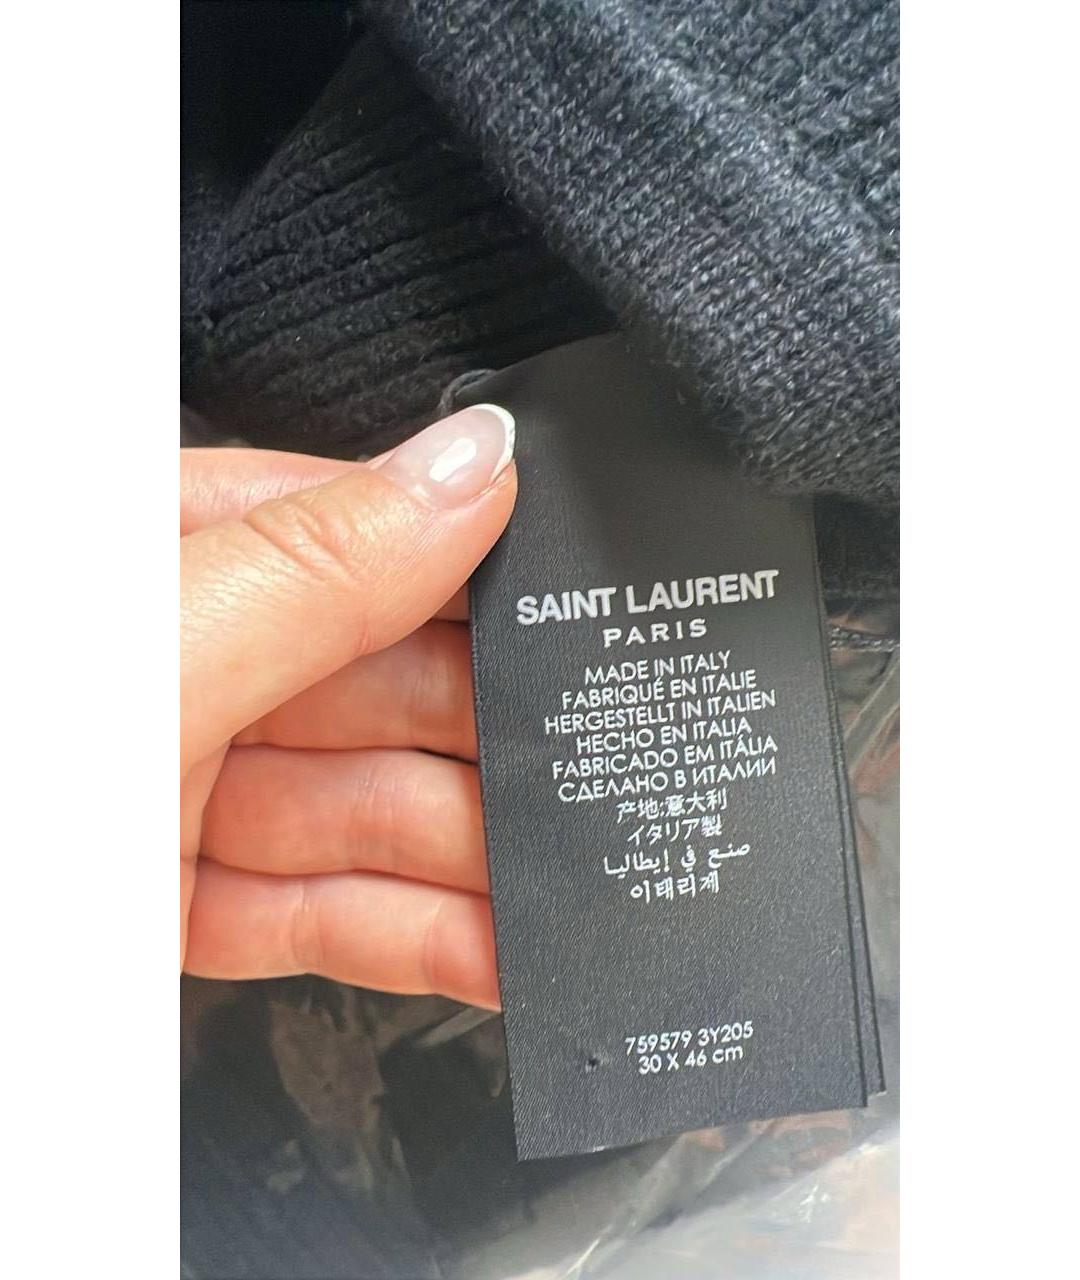 SAINT LAURENT
PARIS
MADE IN ITALY
FABRIQUÉ EN ITALIE
HERGESTELLT IN ITALIEN
HECHO EN ITALIA
FABRICADO EM ITÁLIA
СДЕЛАНО В ИТАЛИИ
产地:意大利
イタリア製
صنع في إيطاليا
이태리제
759579 3Y205
30 X 46 cm